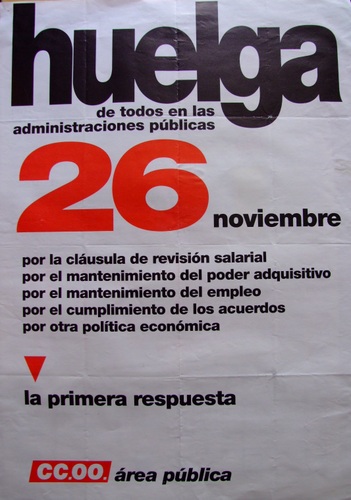 huelga
de todos en las
administraciones públicas
26 noviembre
por la cláusula de revisión salarial
por el mantenimiento del poder adquisitivo
por el mantenimiento del empleo
por el cumplimiento de los acuerdos
por otra política económica
la primera respuesta
CC.OO. área pública